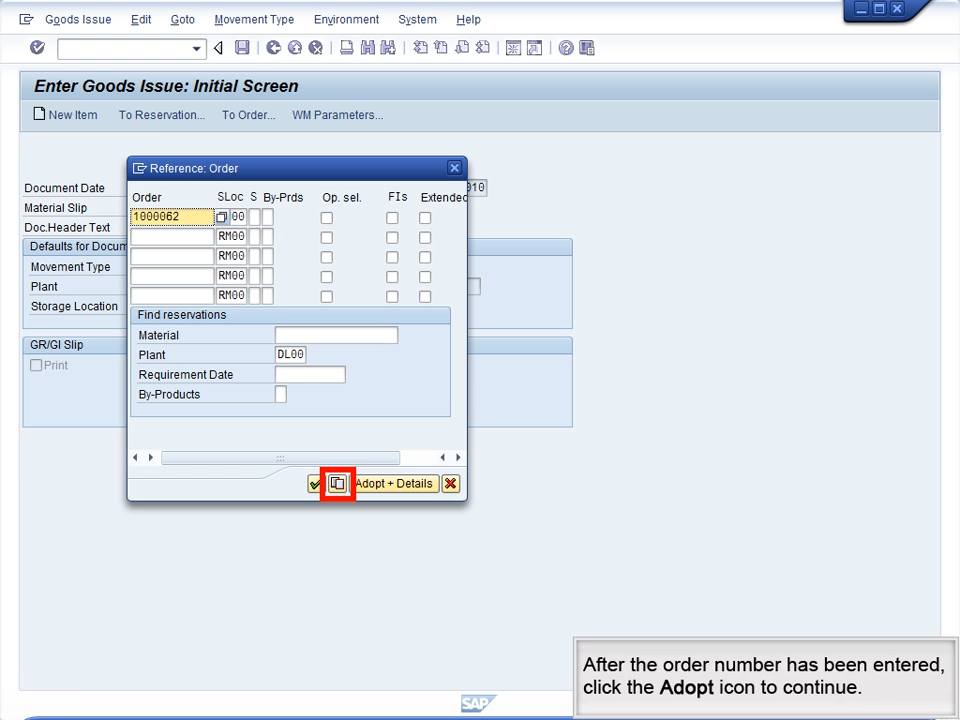 Goods Issue Edit Goto Movement Type Environment System Help
Enter Goods Issue: Initial Screen
New Item To Reservation... To Order... WM Parameters...
Reference: Order
Document Date 010
Material Slip
Doc.Header Text
Defaults for Docum
Movement Type
Plant
Storage Location
GR/GI Slip
Print
Order SLoc S By-Prds Op. sel. FIs Extended
1000062 00
RM00
RM00
RM00
RM00
Find reservations
Material
Plant DL00
Requirement Date
By-Products
Adopt + Details
After the order number has been entered,
click the Adopt icon to continue.
SAP